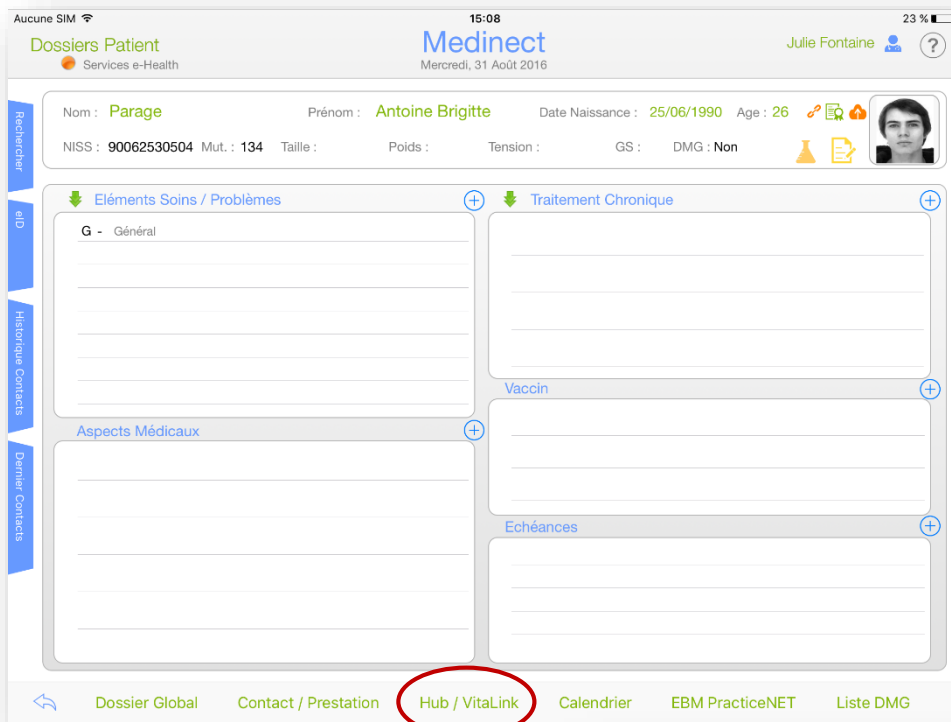 Aucune SIM 15:08 23 %
Dossiers Patient Medinect Julie Fontaine ?
Services e-Health Mercredi, 31 Août 2016
Nom : Parage Prénom : Antoine Brigitte Date Naissance : 25/06/1990 Age : 26
NISS : 90062530504 Mut. : 134 Taille : Poids : Tension : GS : DMG : Non
Rechercher
eID
Historique Contacts
Dernier Contacts
Eléments Soins / Problèmes
G - Général
Aspects Médicaux
Traitement Chronique
Vaccin
Echéances
Dossier Global Contact / Prestation Hub / VitaLink Calendrier EBM PracticeNET Liste DMG